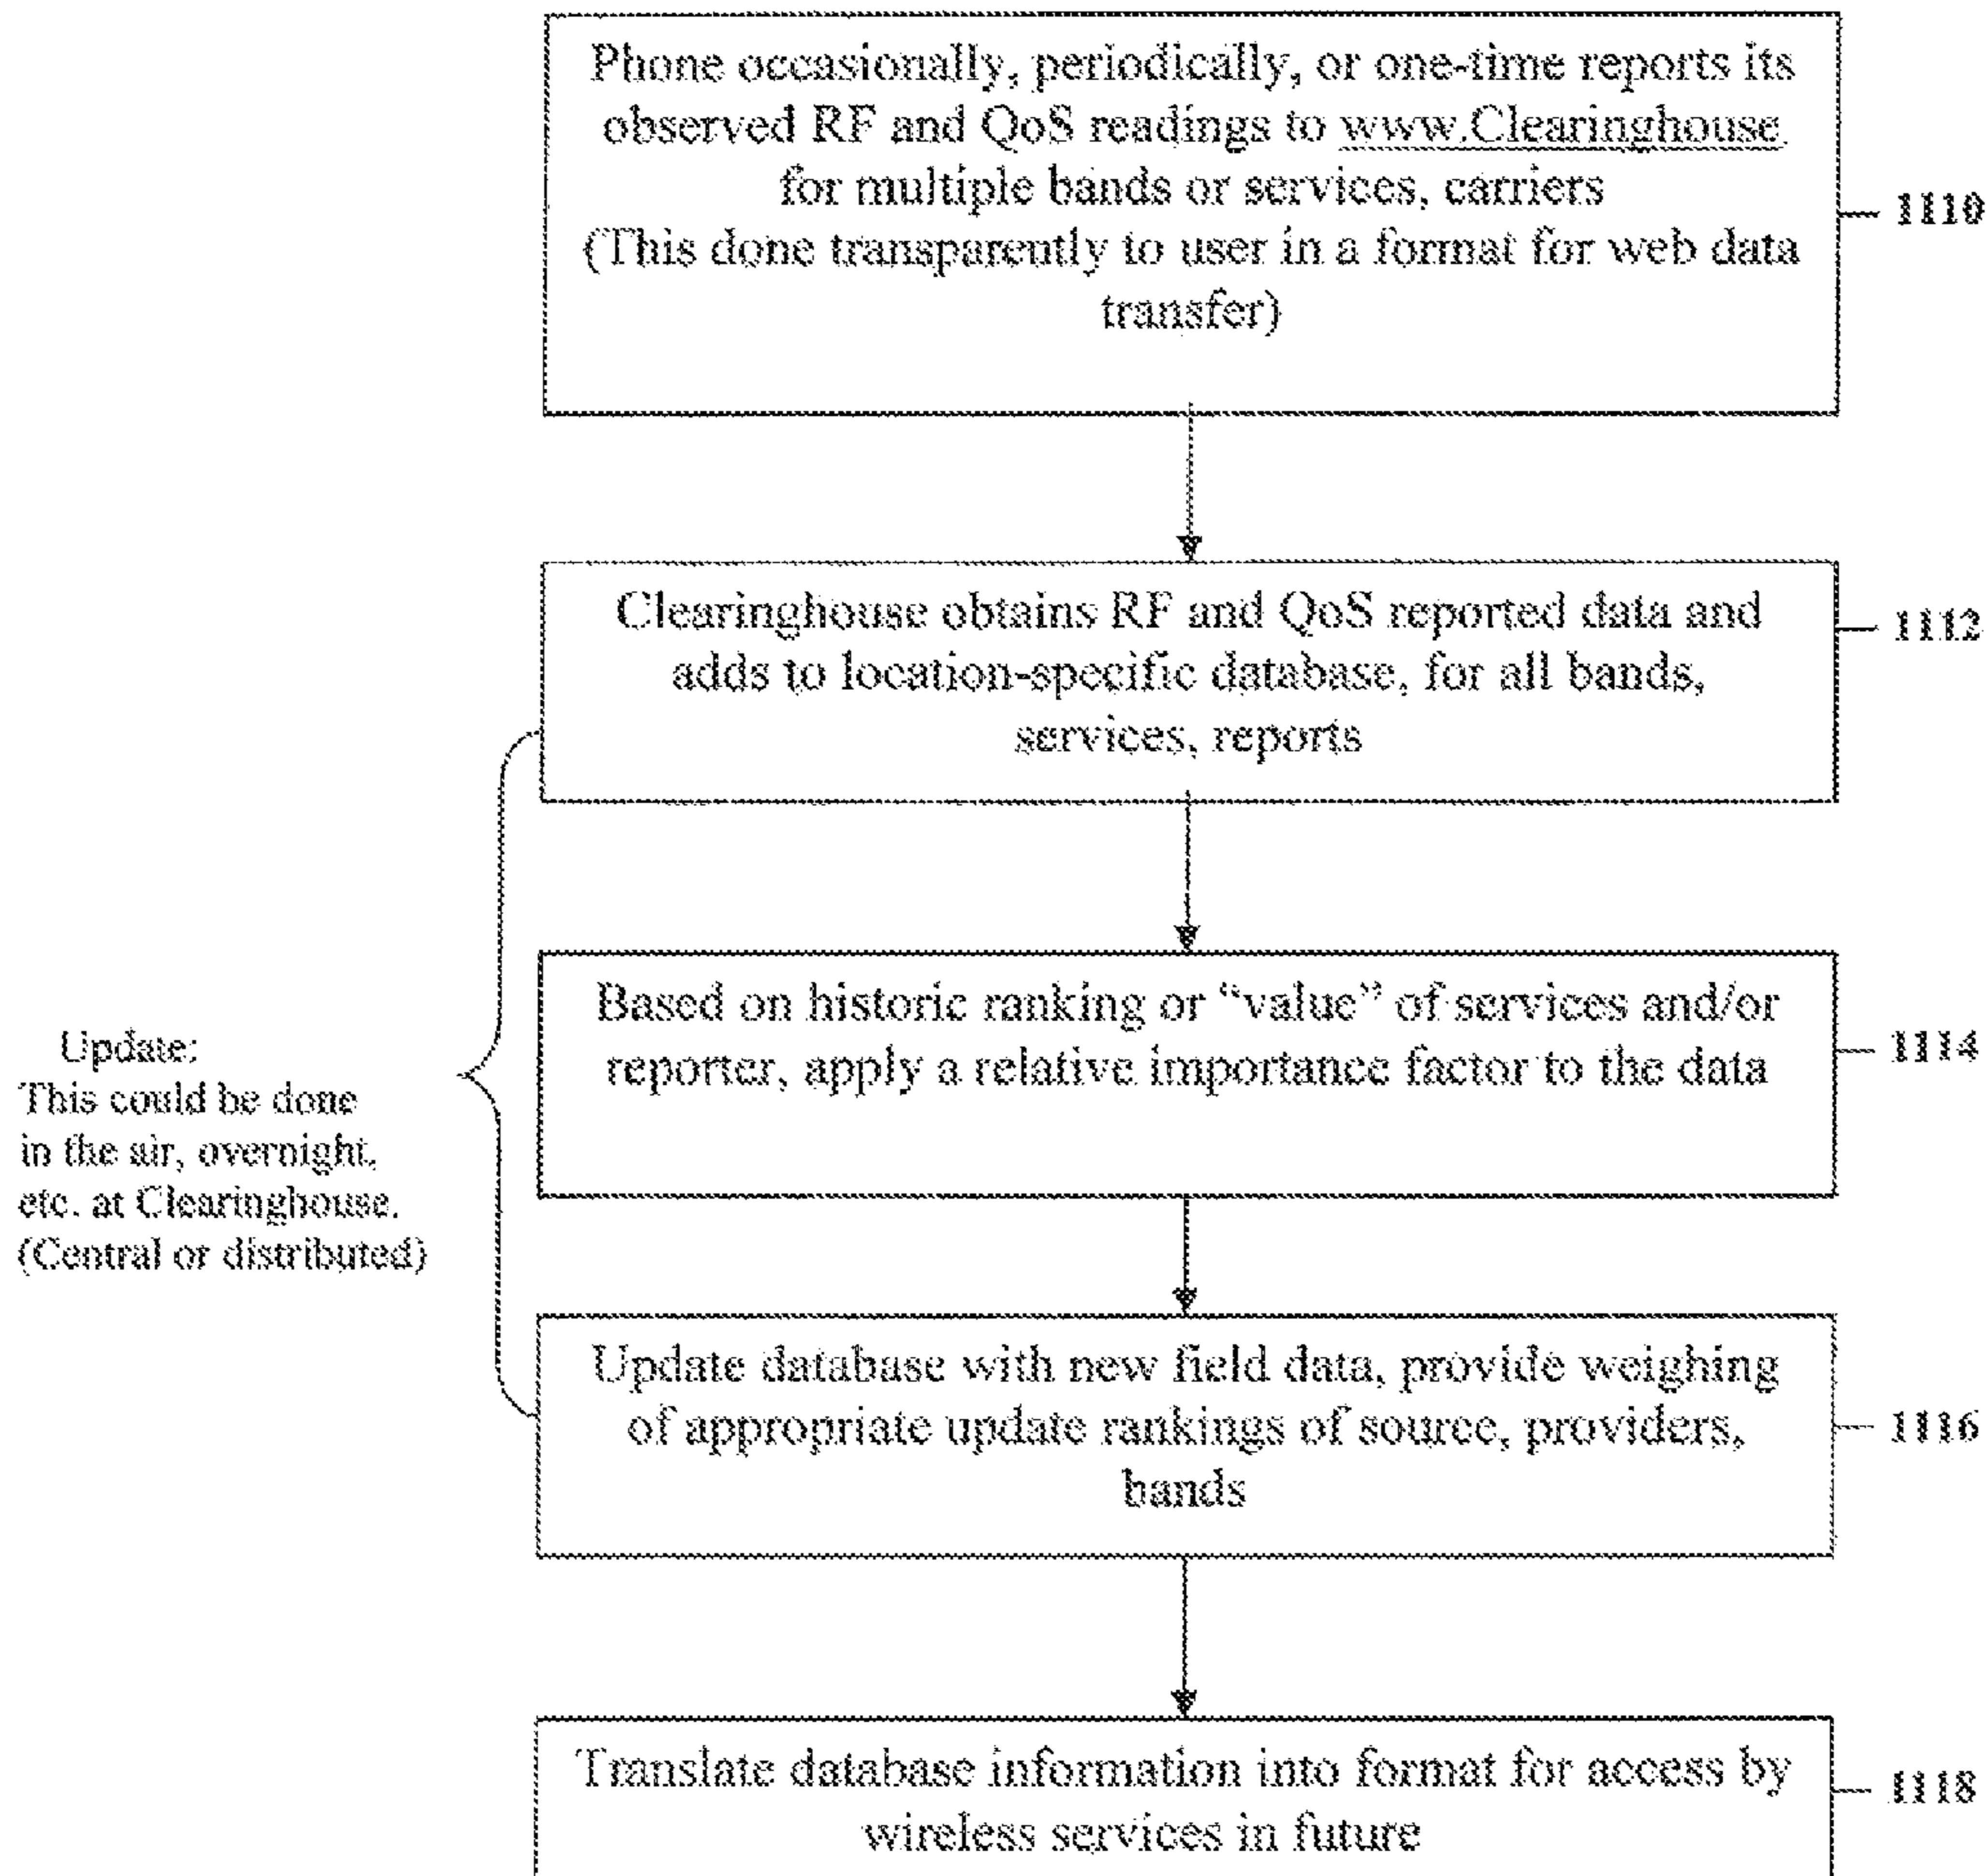 Phone occasionally, periodically, or one-time reports its
observed RF and QoS readings to www.Clearinghouse
for multiple bands or services, carriers
(This done transparently to user in a format for web data
transfer)
1110
Clearinghouse obtains RF and QoS reported data and
adds to location-specific database, for all bands,
services, reports
1112
Based on historic ranking or “value” of services and/or
reporter, apply a relative importance factor to the data
1114
Update:
This could be done
in the air, overnight,
etc. at Clearinghouse.
(Central or distributed)
Update database with new field data, provide weighing
of appropriate update rankings of source, providers,
bands
1116
Translate database information into format for access by
wireless services in future
1118